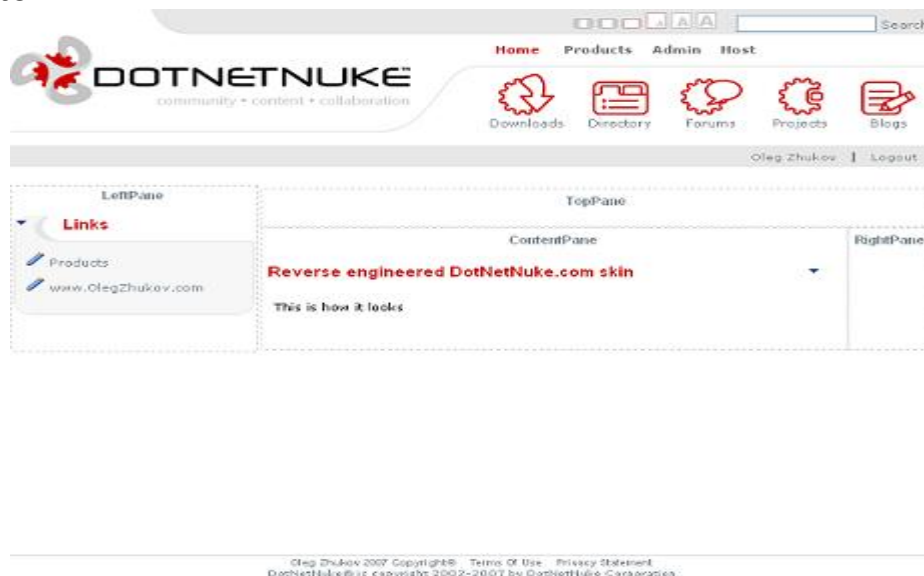 A A A Search
Home Products Admin Host
DOTNETNUKE
community • content • collaboration
Downloads Directory Forums Projects Blogs
Oleg Zhukov | Logout
LeftPane
TopPane
Links
ContentPane
RightPane
Products
Reverse engineered DotNetNuke.com skin
www.OlegZhukov.com
This is how it looks
Oleg Zhukov 2007 Copyright© Terms Of Use Privacy Statement
DotNetNuke® is copyright 2002-2007 by DotNetNuke Corporation